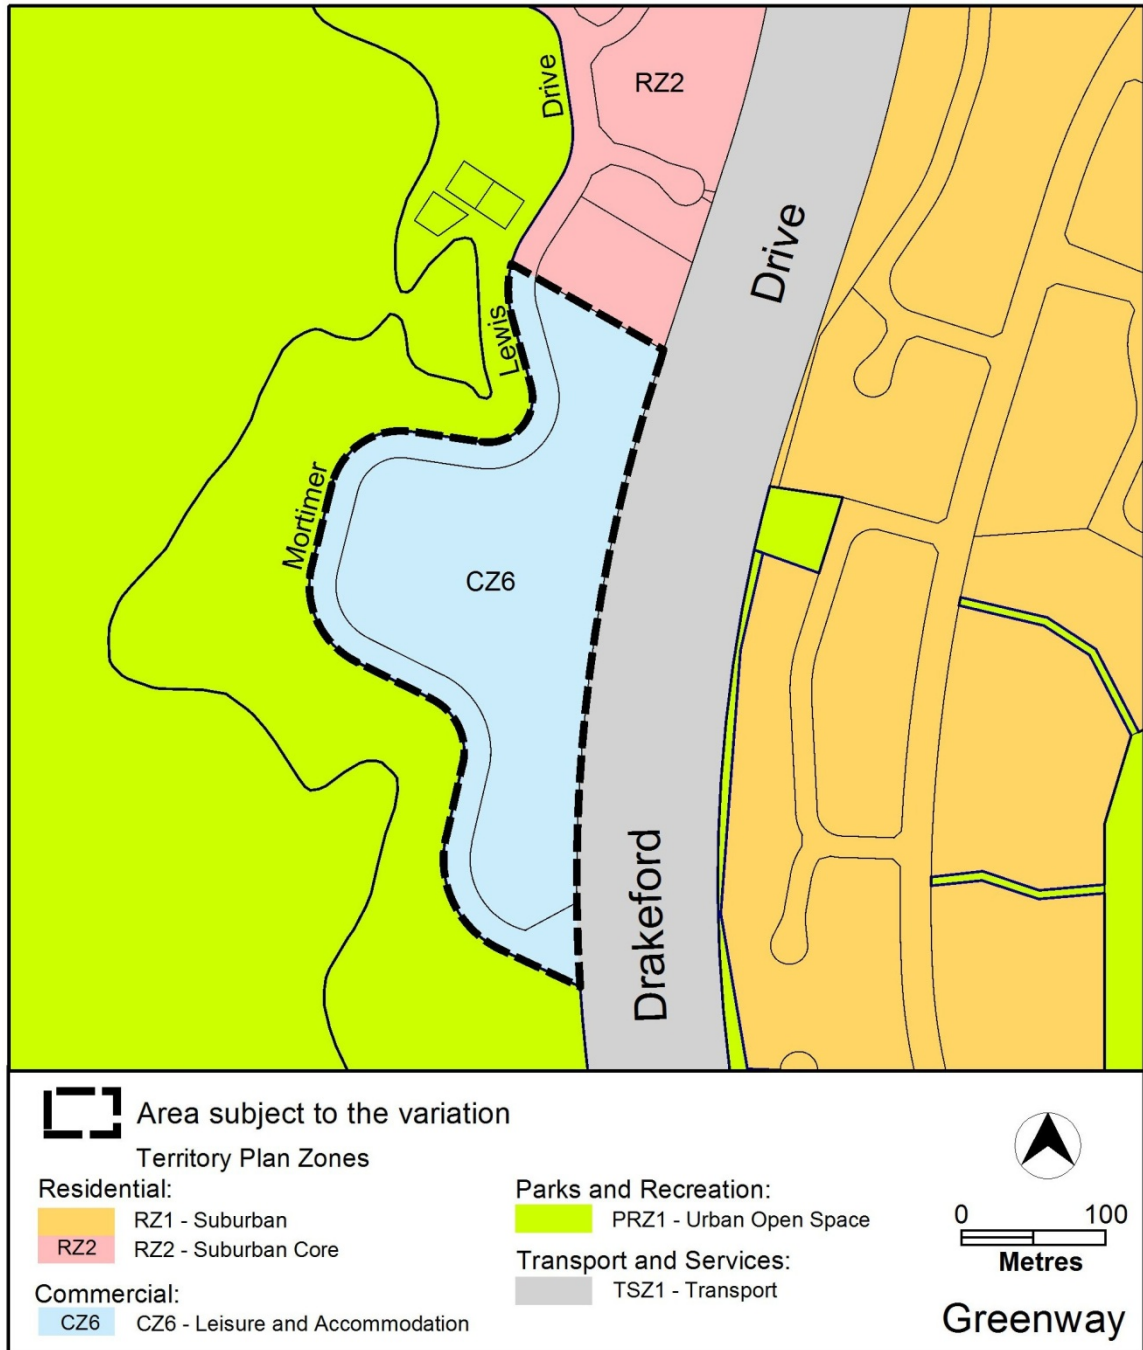 RZ2
Drive
Drive
Lewis
Mortimer
CZ6
Drakeford
Area subject to the variation
Territory Plan Zones
Residential:
RZ1 - Suburban
RZ2 RZ2 - Suburban Core
Commercial:
CZ6 CZ6 - Leisure and Accommodation
Parks and Recreation:
PRZ1 - Urban Open Space
Transport and Services:
TSZ1 - Transport
0 100
Metres
Greenway